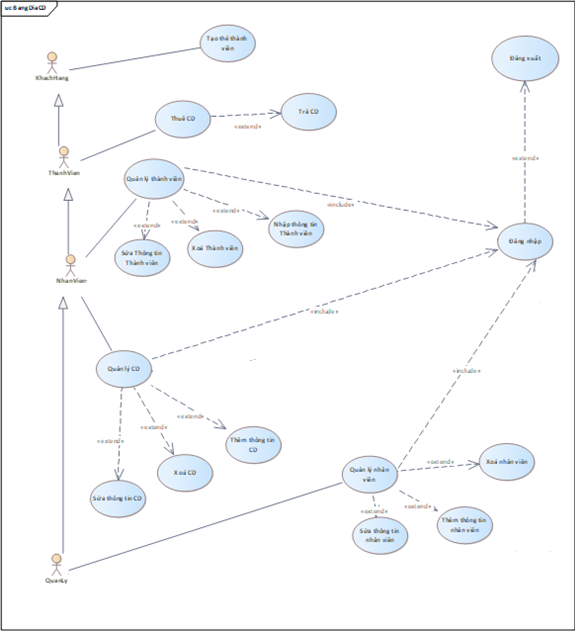 uc BangDiaCD
Tạo thẻ thành
viên
KhachHang
Đăng xuất
Thuê CD
Trả CD
«extend»
«extend»
ThanhVien
Quản lý thành viên
«include»
«extend»
«extend»
«extend»
Nhập thông tin
Thành viên
Sửa Thông tin
Thành viên
Xoá Thành viên
Đăng nhập
NhanVien
«include»
Quản lý CD
«include»
«extend»
«extend»
«extend»
Thêm thông tin
CD
Xoá CD
Sửa thông tin CD
Quản lý nhân
viên
«extend»
Xoá nhân viên
«extend»
«extend»
Thêm thông tin
nhân viên
Sửa thông tin
nhân viên
QuanLy